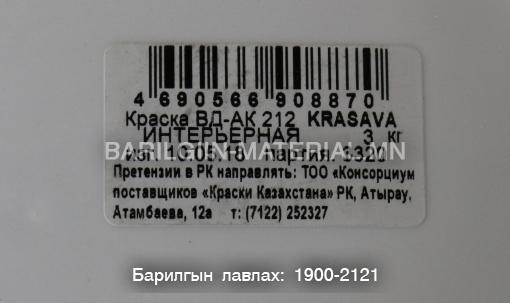 4 690566 908870
Краска ВД-АК 212 KRASAVA
ИНТЕРЬЕРНАЯ 3 кг
BARILGN MATERIAL.MN
Претензии в РК направлять: ТОО «Консорциум
поставщиков «Краски Казахстана» РК, Атырау,
Атамбаева, 12а т: (7122) 252327
Барилгын лавлах: 1900-2121